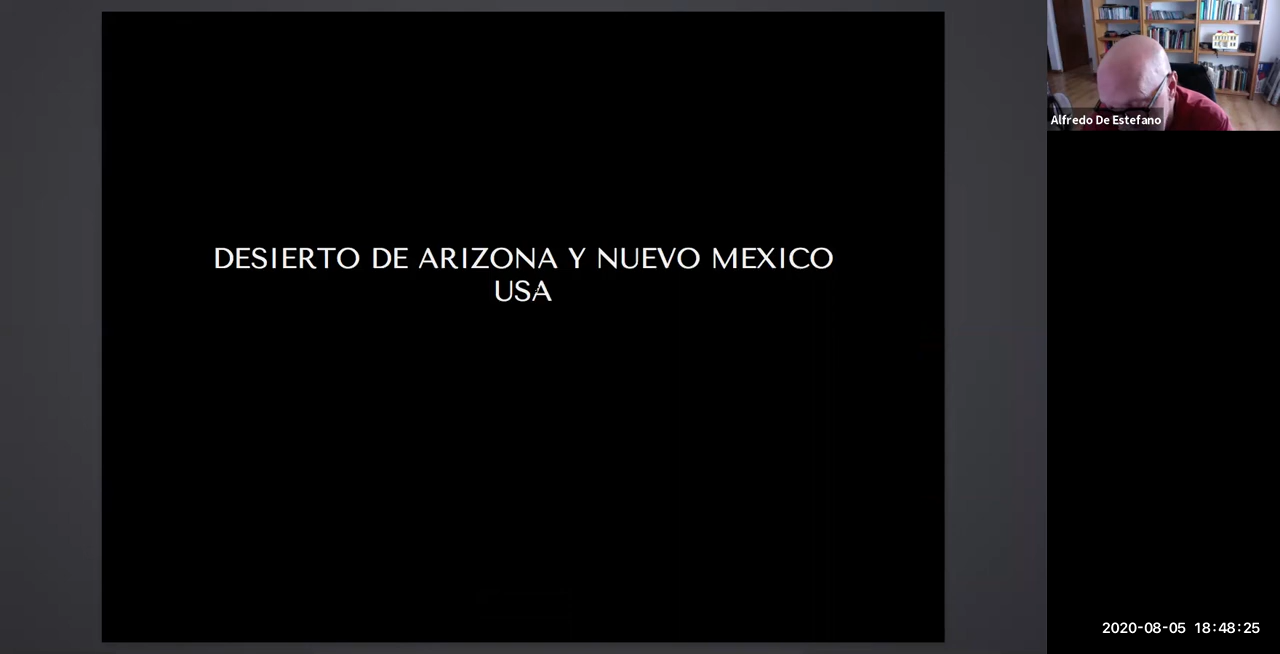 DESIERTO DE ARIZONA Y NUEVO MEXICO
USA
Alfredo De Estefano
2020-08-05 18:48:25